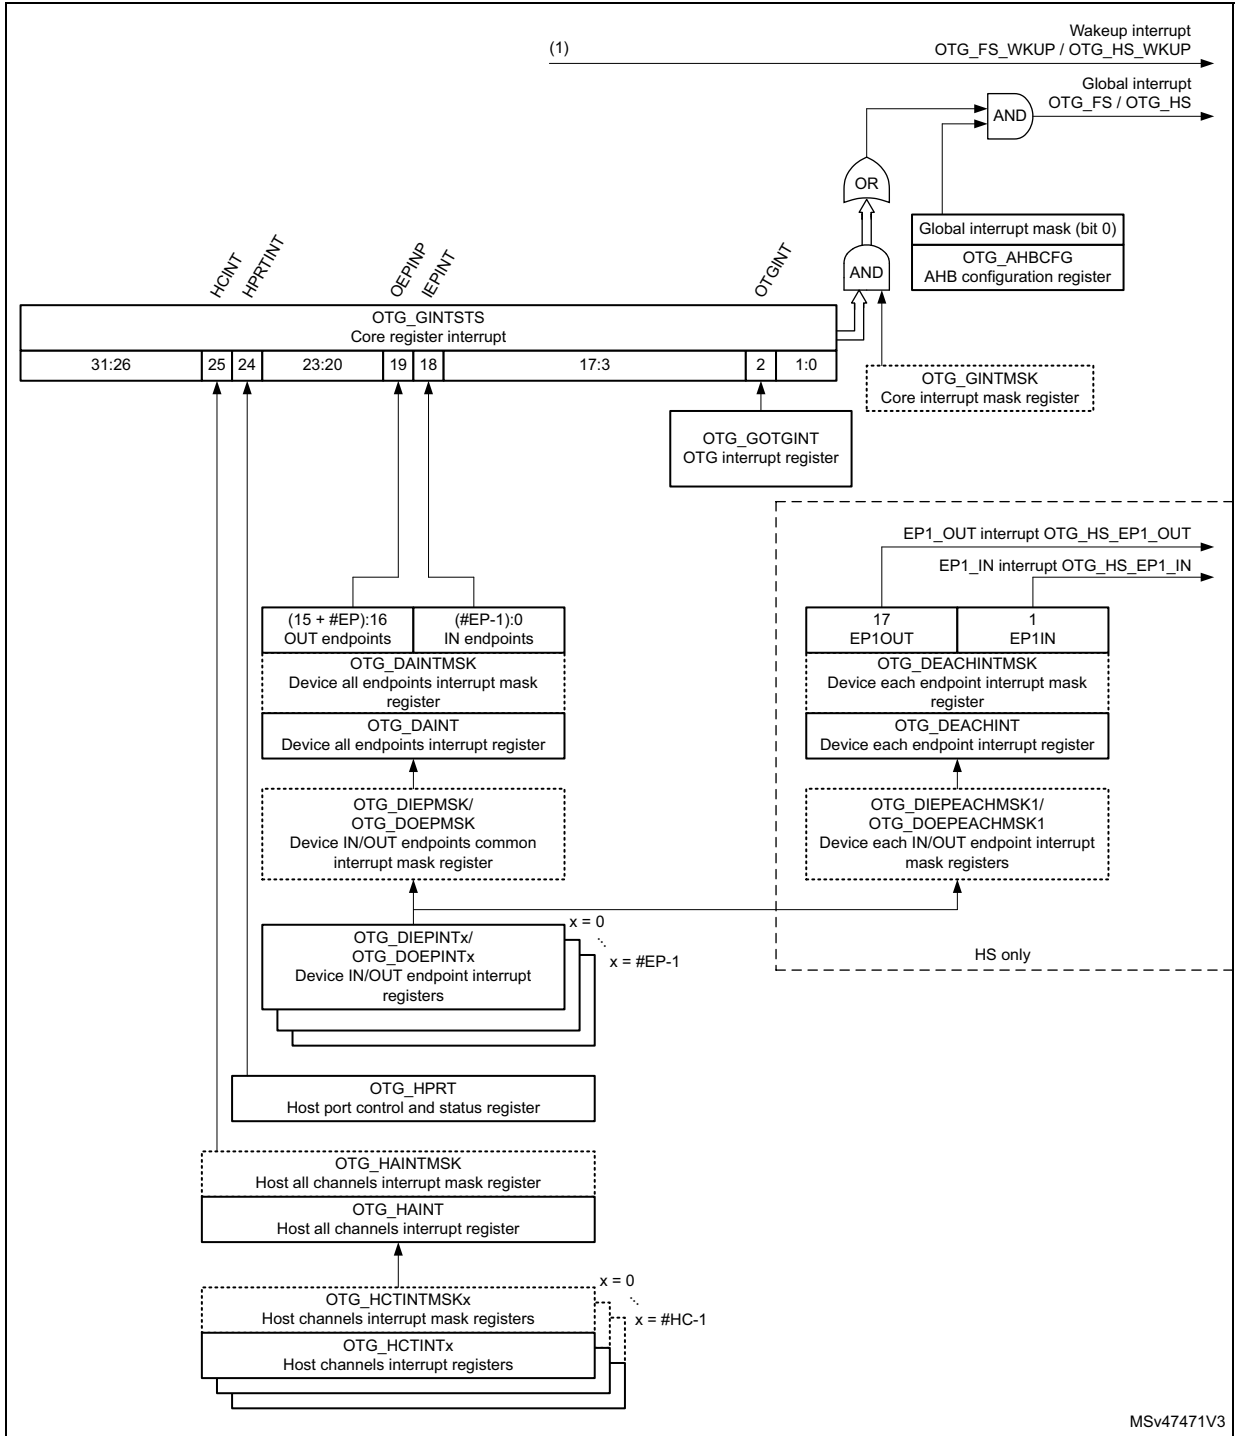 Wakeup interrupt
(1)
OTG_FS_WKUP / OTG_HS_WKUP
Global interrupt
OTG_FS / OTG_HS
AND
OR
Global interrupt mask (bit 0)
OTG_AHBCFG
AHB configuration register
AND
HCINT
HPRTINT
OEPINP
IEPINT
OTGINT
OTG_GINTSTS
Core register interrupt
31:26
25
24
23:20
19
18
17:3
2
1:0
OTG_GINTMSK
Core interrupt mask register
OTG_GOTGINT
OTG interrupt register
EP1_OUT interrupt OTG_HS_EP1_OUT
EP1_IN interrupt OTG_HS_EP1_IN
(15 + #EP):16
OUT endpoints
(#EP-1):0
IN endpoints
OTG_DAINTMSK
Device all endpoints interrupt mask
register
OTG_DAINT
Device all endpoints interrupt register
17
EP1OUT
1
EP1IN
OTG_DEACHINTMSK
Device each endpoint interrupt mask
register
OTG_DEACHINT
Device each endpoint interrupt register
OTG_DIEPMSK/
OTG_DOEPMSK
Device IN/OUT endpoints common
interrupt mask register
OTG_DIEPEACHMSK1/
OTG_DOEPEACHMSK1
Device each IN/OUT endpoint interrupt
mask registers
OTG_DIEPINTx/
OTG_DOEPINTx
Device IN/OUT endpoint interrupt
registers
x = 0
x = #EP-1
HS only
OTG_HPRT
Host port control and status register
OTG_HAINTMSK
Host all channels interrupt mask register
OTG_HAINT
Host all channels interrupt register
OTG_HCTINTMSKx
Host channels interrupt mask registers
x = 0
x = #HC-1
OTG_HCTINTx
Host channels interrupt registers
MSv47471V3